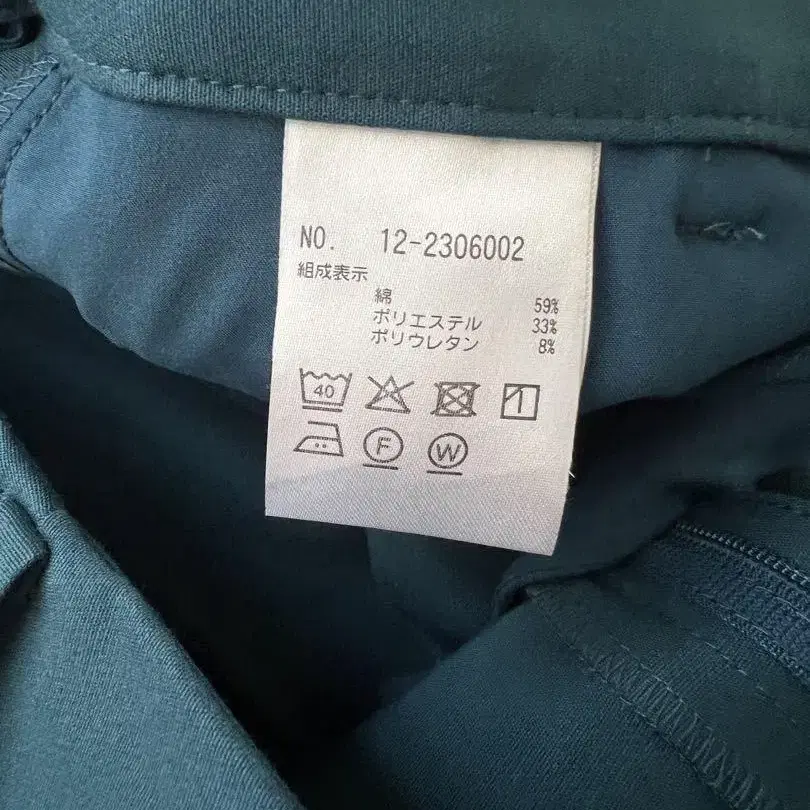 NO. 12-2306002
組成表示
綿 59%
ポリエステル 33%
ポリウレタン 8%
40
F W